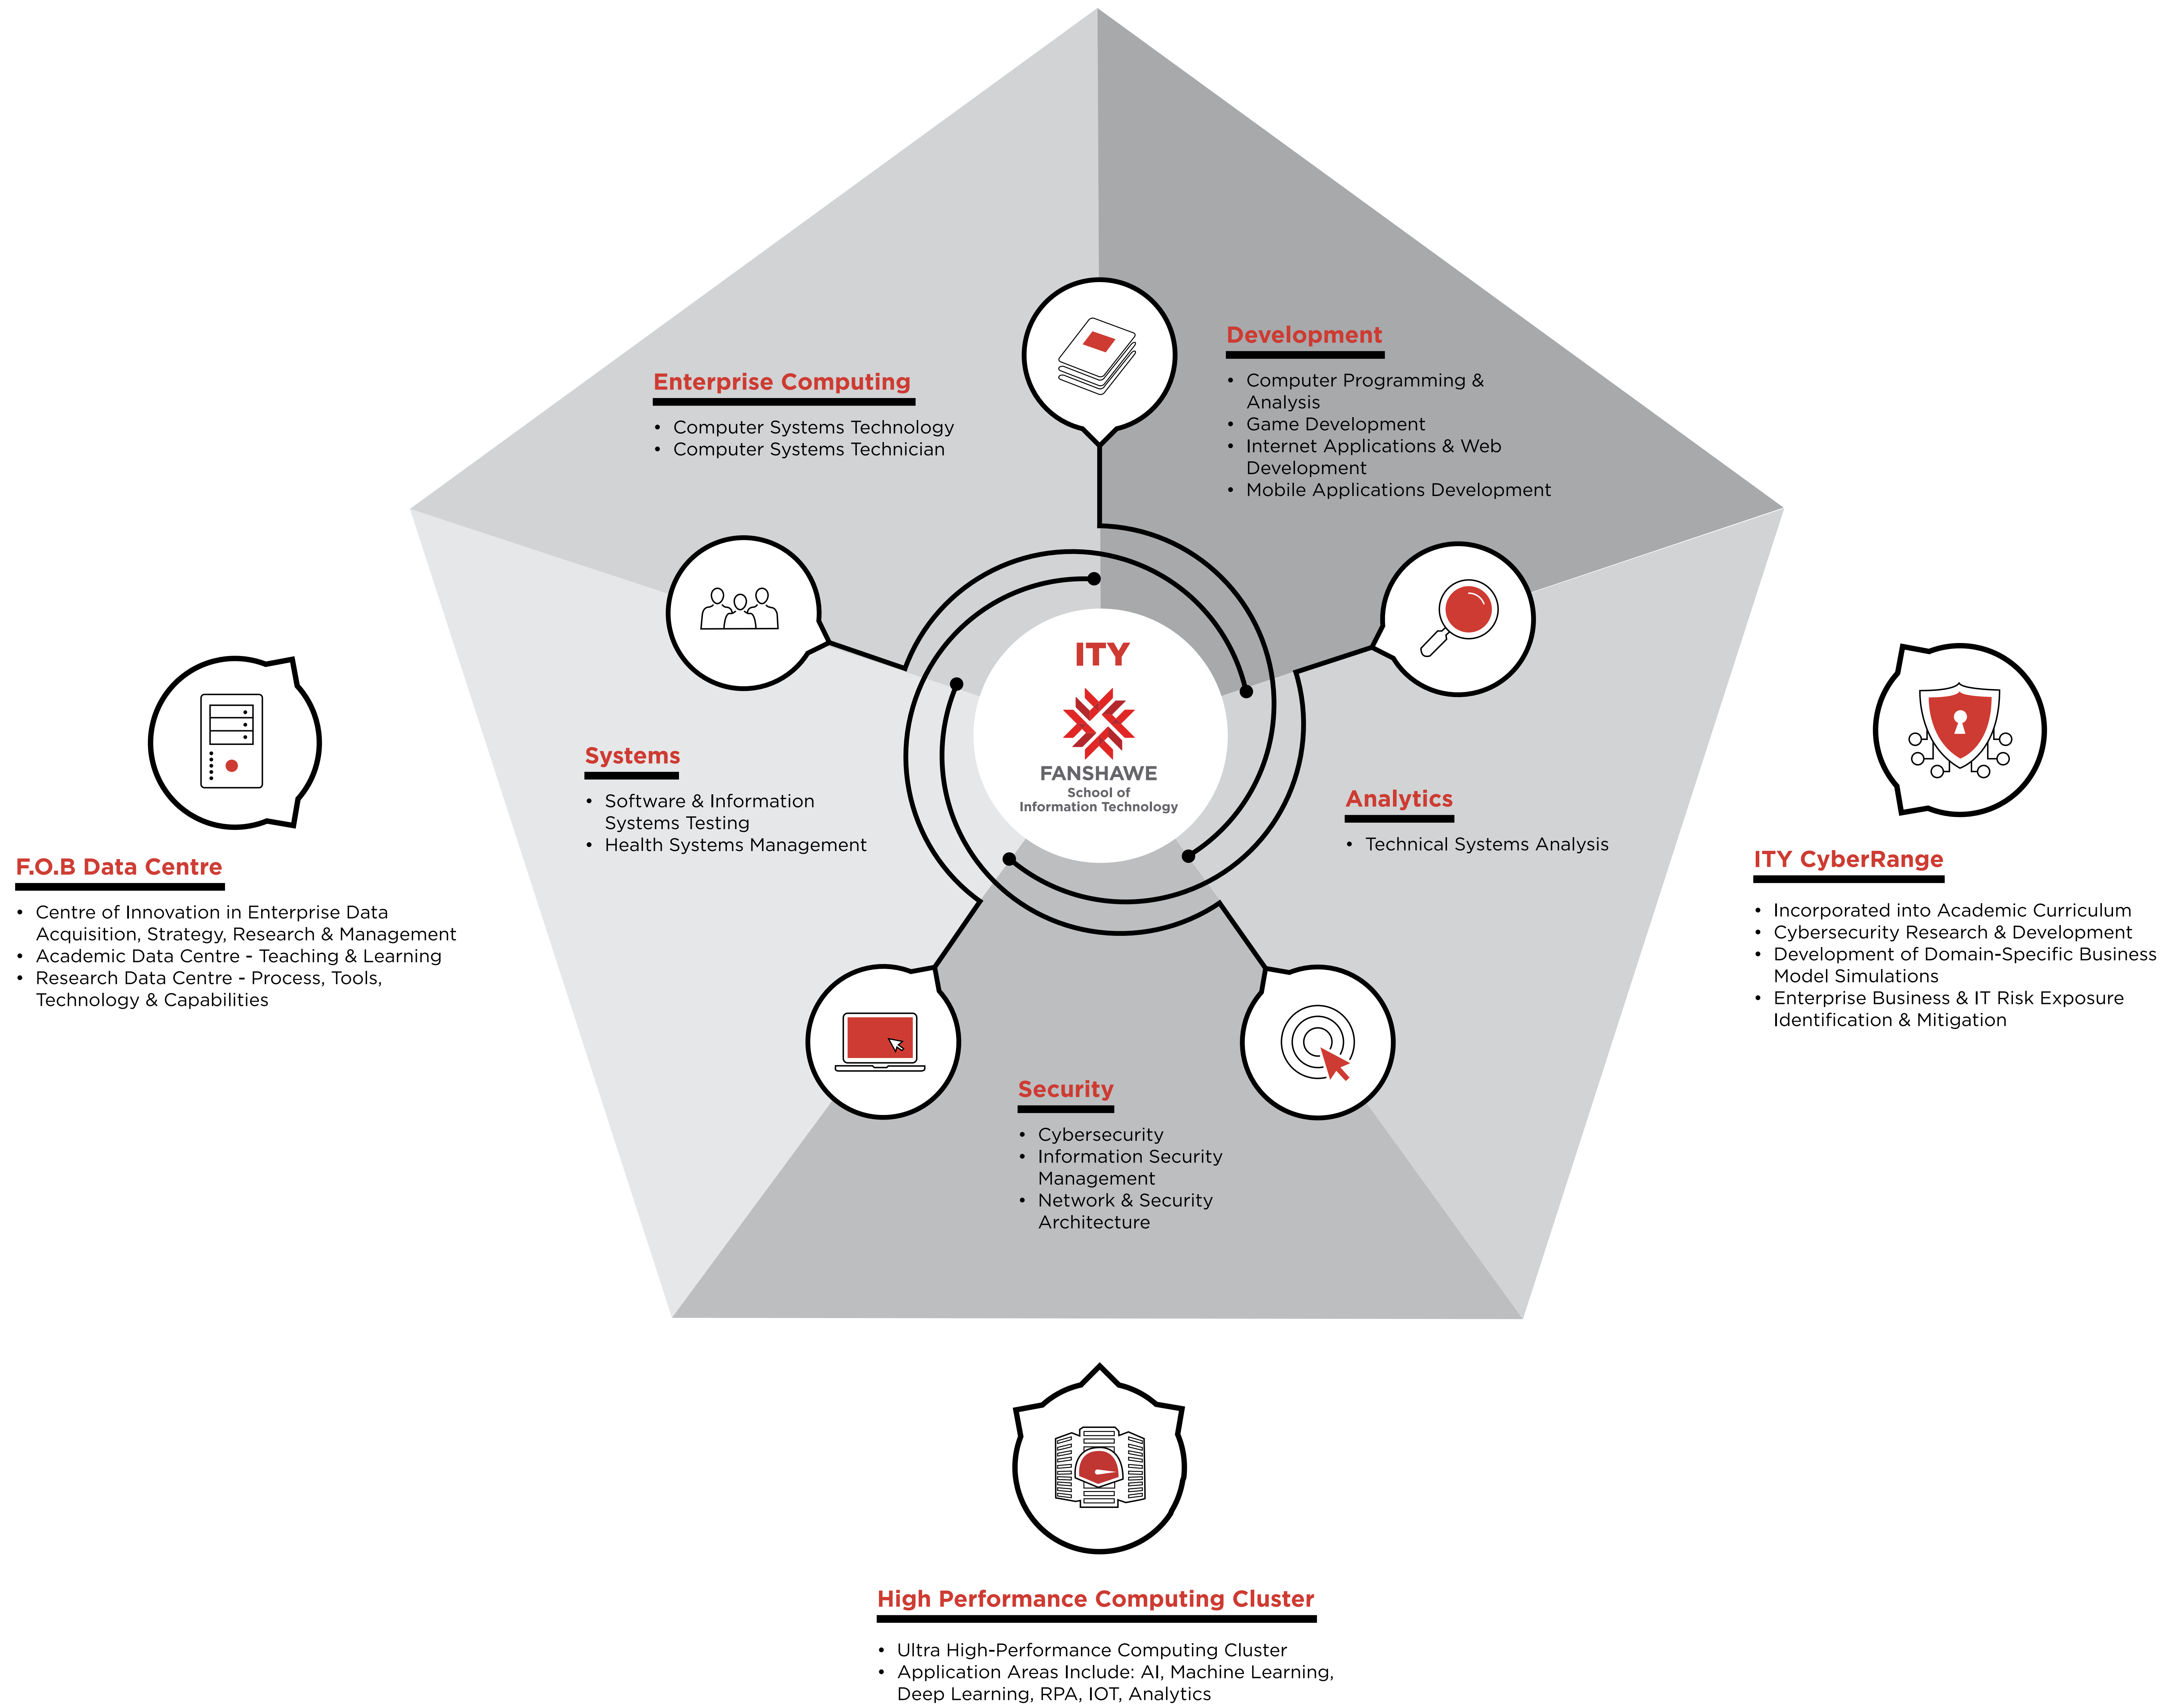 Development
• Computer Programming &
Analysis
• Game Development
• Internet Applications & Web
Development
• Mobile Applications Development
Enterprise Computing
• Computer Systems Technology
• Computer Systems Technician
ITY
FANSHAWE
School of
Information Technology
Systems
• Software & Information
Systems Testing
• Health Systems Management
Analytics
• Technical Systems Analysis
F.O.B Data Centre
• Centre of Innovation in Enterprise Data
Acquisition, Strategy, Research & Management
• Academic Data Centre - Teaching & Learning
• Research Data Centre - Process, Tools,
Technology & Capabilities
ITY CyberRange
• Incorporated into Academic Curriculum
• Cybersecurity Research & Development
• Development of Domain-Specific Business
Model Simulations
• Enterprise Business & IT Risk Exposure
Identification & Mitigation
Security
• Cybersecurity
• Information Security
Management
• Network & Security
Architecture
High Performance Computing Cluster
• Ultra High-Performance Computing Cluster
• Application Areas Include: AI, Machine Learning,
Deep Learning, RPA, IOT, Analytics